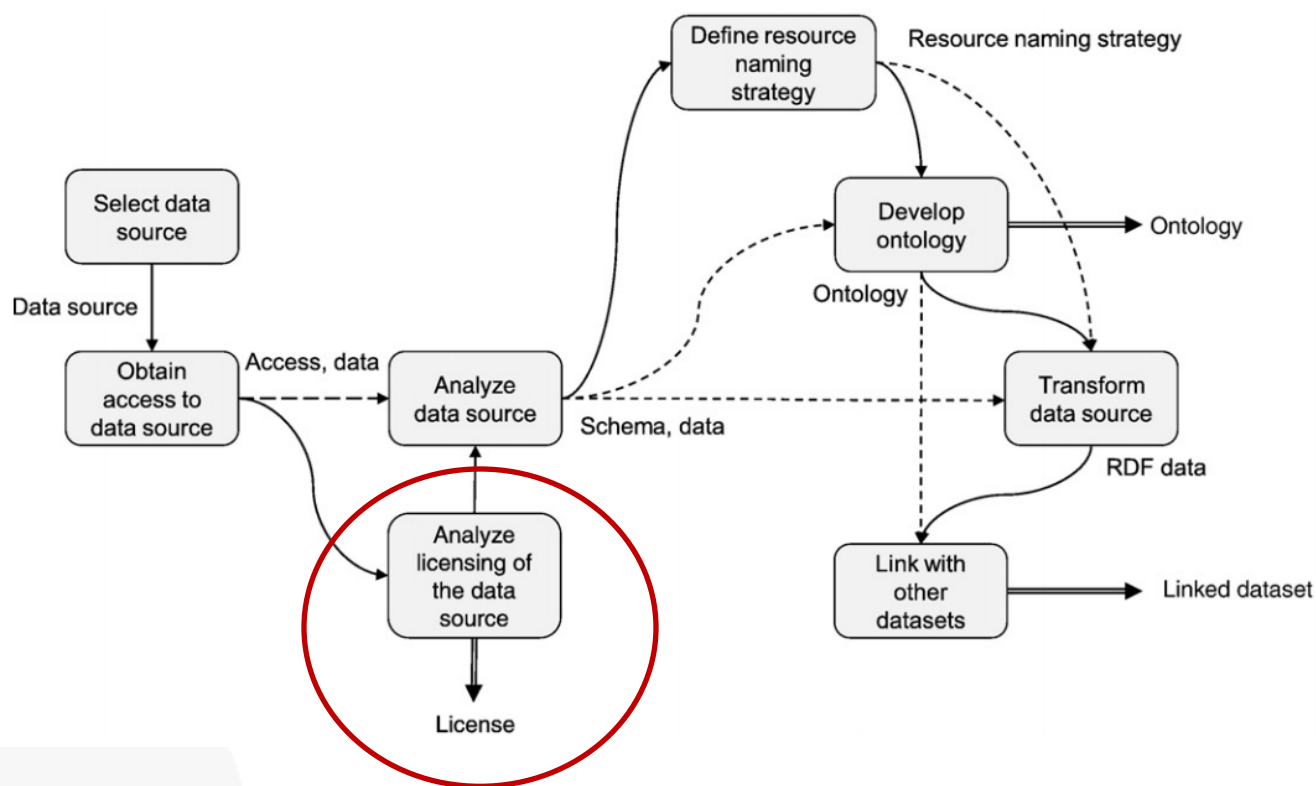 Define resource
naming
strategy
Resource naming strategy
Select data
source
Develop
ontology
Ontology
Data source
Ontology
Obtain
access to
data source
Access, data
Analyze
data source
Transform
data source
Schema, data
RDF data
Analyze
licensing of
the data
source
Link with
other
datasets
Linked dataset
License